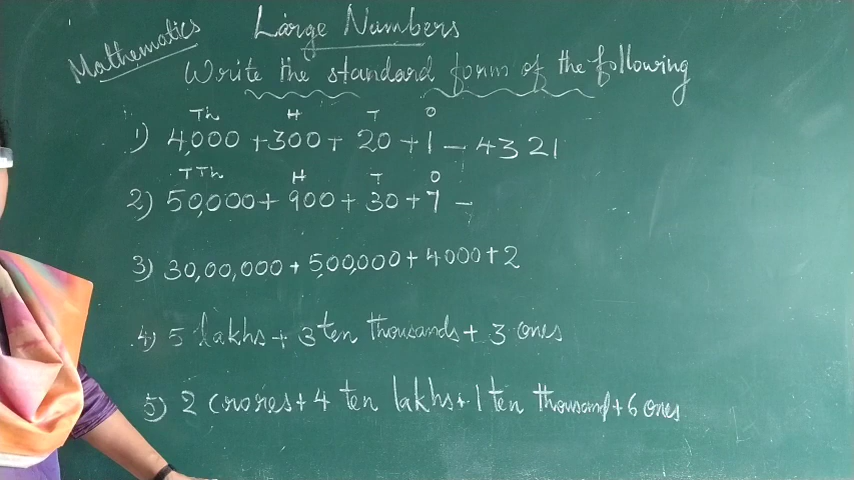 Mathematics
Large Numbers
Write the standard form of the following
Th H T O
1) 4,000 + 300 + 20 + 1 - 4321
TTh H T O
2) 50,000 + 900 + 30 + 7 -
3) 30,00,000 + 5,00,000 + 4000 + 2
4) 5 lakhs + 3 ten thousands + 3 ones
5) 2 crores + 4 ten lakhs + 1 ten thousand + 6 ones